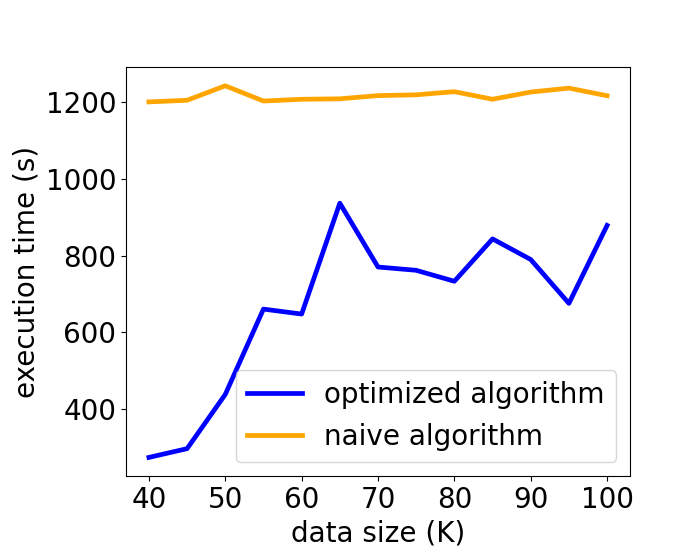 execution time (s)
1200
1000
800
600
400
optimized algorithm
naive algorithm
40 50 60 70 80 90 100
data size (K)